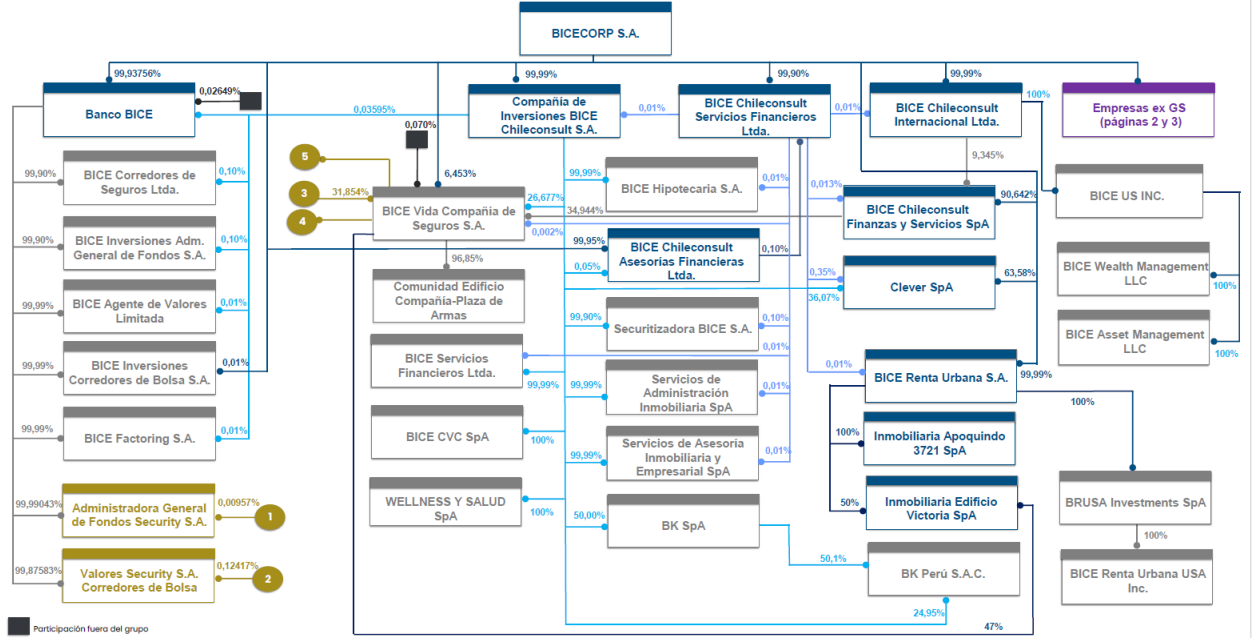 BICECORP S.A.
99,93756%
99,99%
99,90%
99,99%
0,02649%
Banco BICE
0,03595%
Compañía de
Inversiones BICE
Chileconsult S.A.
0,01%
BICE Chileconsult
Servicios Financieros
Ltda.
0,01%
BICE Chileconsult
Internacional Ltda.
100%
Empresas ex GS
(páginas 2 y 3)
0,070%
5
3
4
31,854%
6,453%
99,90%
BICE Corredores de
Seguros Ltda.
0,10%
BICE Vida Compañía de
Seguros S.A.
26,677%
34,944%
0,002%
99,99%
BICE Hipotecaria S.A.
0,01%
9,345%
0,013%
BICE Chileconsult
Finanzas y Servicios SpA
90,642%
BICE US INC.
99,90%
BICE Inversiones Adm.
General de Fondos S.A.
0,10%
99,95%
BICE Chileconsult
Asesorías Financieras
Ltda.
0,10%
0,05%
96,85%
Comunidad Edificio
Compañía-Plaza de
Armas
0,35%
36,07%
Clever SpA
63,58%
BICE Wealth Management
LLC
100%
99,99%
BICE Agente de Valores
Limitada
0,01%
99,90%
Securitizadora BICE S.A.
0,10%
0,01%
BICE Asset Management
LLC
100%
99,99%
BICE Inversiones
Corredores de Bolsa S.A.
0,01%
BICE Servicios
Financieros Ltda.
99,99%
99,99%
Servicios de
Administración
Inmobiliaria SpA
0,01%
0,01%
BICE Renta Urbana S.A.
99,99%
100%
99,99%
BICE Factoring S.A.
0,01%
BICE CVC SpA
100%
99,99%
Servicios de Asesoría
Inmobiliaria y
Empresarial SpA
0,01%
100%
Inmobiliaria Apoquindo
3721 SpA
99,99043%
Administradora General
de Fondos Security S.A.
0,00957%
1
WELLNESS Y SALUD
SpA
100%
50,00%
BK SpA
50%
Inmobiliaria Edificio
Victoria SpA
BRUSA Investments SpA
100%
99,87583%
Valores Security S.A.
Corredores de Bolsa
0,12417%
2
50,1%
BK Perú S.A.C.
BICE Renta Urbana USA
Inc.
24,95%
47%
Participación fuera del grupo